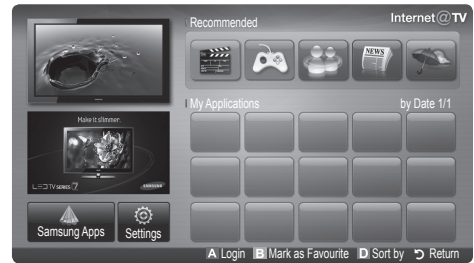 Internet@TV
Recommended
NEWS
My Applications by Date 1/1
Make it slimmer.
LED TV SERIES 7 SAMSUNG
Samsung Apps Settings
A Login B Mark as Favourite D Sort by Return